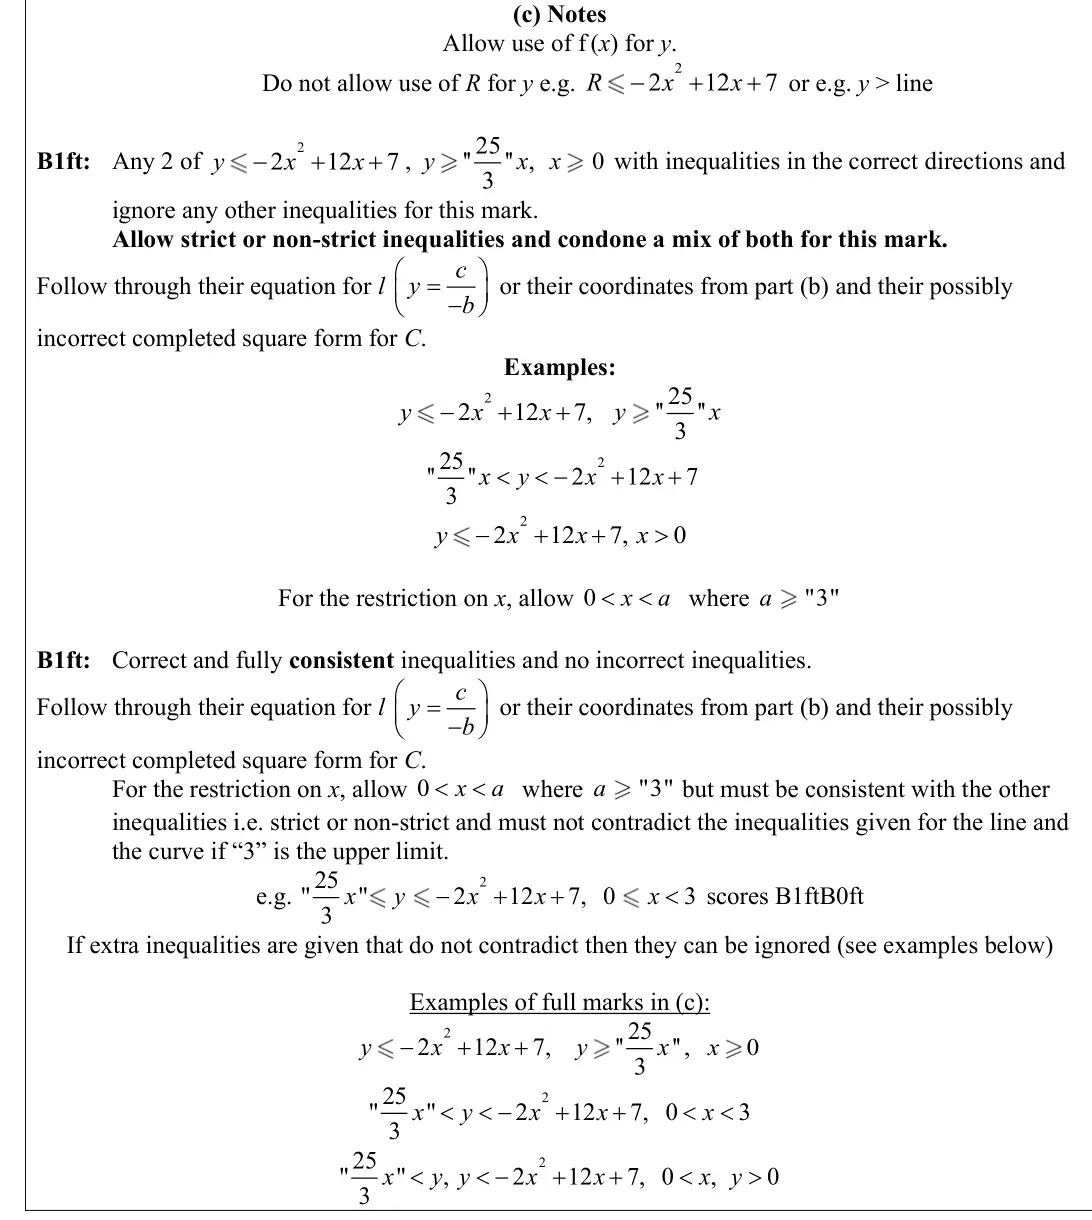 (c) Notes
Allow use of f(x) for y.
Do not allow use of R for y e.g. R ⩽ −2x² +12x+7 or e.g. y > line
B1ft: Any 2 of y ⩽ −2x² +12x+7 , y ⩾ "25/3"x, x ⩾ 0 with inequalities in the correct directions and
ignore any other inequalities for this mark.
Allow strict or non-strict inequalities and condone a mix of both for this mark.
Follow through their equation for l (y = c/−b) or their coordinates from part (b) and their possibly
incorrect completed square form for C.
Examples:
y ⩽ −2x² +12x+7, y ⩾ "25/3"x
"25/3"x < y < −2x² +12x+7
y ⩽ −2x² +12x+7, x > 0
For the restriction on x, allow 0 < x < a where a ⩾ "3"
B1ft: Correct and fully consistent inequalities and no incorrect inequalities.
Follow through their equation for l (y = c/−b) or their coordinates from part (b) and their possibly
incorrect completed square form for C.
For the restriction on x, allow 0 < x < a where a ⩾ "3" but must be consistent with the other
inequalities i.e. strict or non-strict and must not contradict the inequalities given for the line and
the curve if “3” is the upper limit.
e.g. "25/3 x" ⩽ y ⩽ −2x² +12x+7, 0 ⩽ x < 3 scores B1ftB0ft
If extra inequalities are given that do not contradict then they can be ignored (see examples below)
Examples of full marks in (c):
y ⩽ −2x² +12x+7, y ⩾ "25/3 x", x ⩾ 0
"25/3 x" < y < −2x² +12x+7, 0 < x < 3
"25/3 x" < y, y < −2x² +12x+7, 0 < x, y > 0